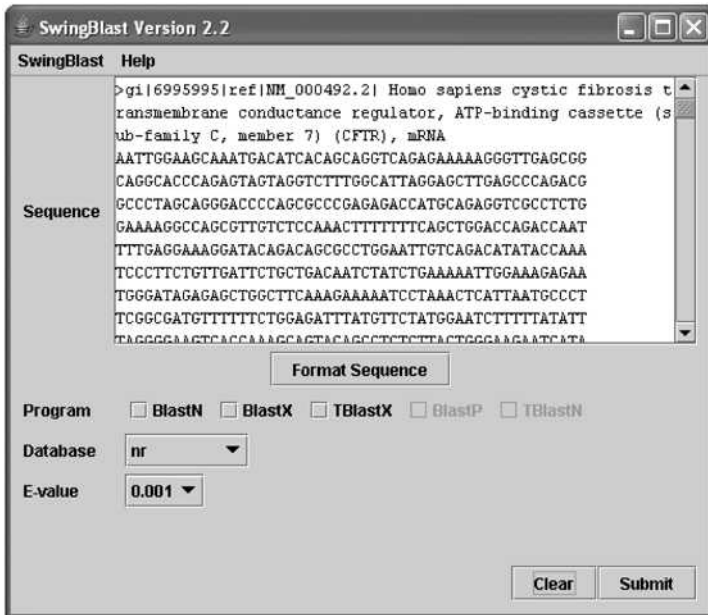 SwingBlast Version 2.2
SwingBlast Help
Sequence
>gi|6995995|ref|NM_000492.2| Homo sapiens cystic fibrosis t
ransmembrane conductance regulator, ATP-binding cassette (s
ub-family C, member 7) (CFTR), mRNA
AATTGGAAGCAAATGACATCACAGCAGGTCAGAGAAAAAGGGTTGAGCGG
CAGGCACCCAGAGTAGTAGGTCTTTGGCATTAGGAGCTTGAGCCCAGACG
GCCCTAGCAGGGACCCCAGCGCCCGAGAGACCATGCAGAGGTCGCCTCTG
GAAAAGGCCAGCGTTGTCTCCAAACTTTTTTTCAGCTGGACCAGACCAAT
TTTGAGGAAAGGATACAGACAGCGCCTGGAATTGTCAGACATATACCAAA
TCCCTTCTGTTGATTCTGCTGACAATCTATCTGAAAAATTGGAAAGAGAA
TGGGATAGAGAGCTGGCTTCAAAGAAAAATCCTAAACTCATTAATGCCCT
TCGGCGATGTTTTTTCTGGAGATTTATGTTCTATGGAATCTTTTTATATT
TAGGGGAAGTCACCAAAGCAGTACAGCCTCTCTTACTGGGAAGAATCATA
Format Sequence
Program BlastN BlastX TBlastX BlastP TBlastN
Database nr
E-value 0.001
Clear Submit